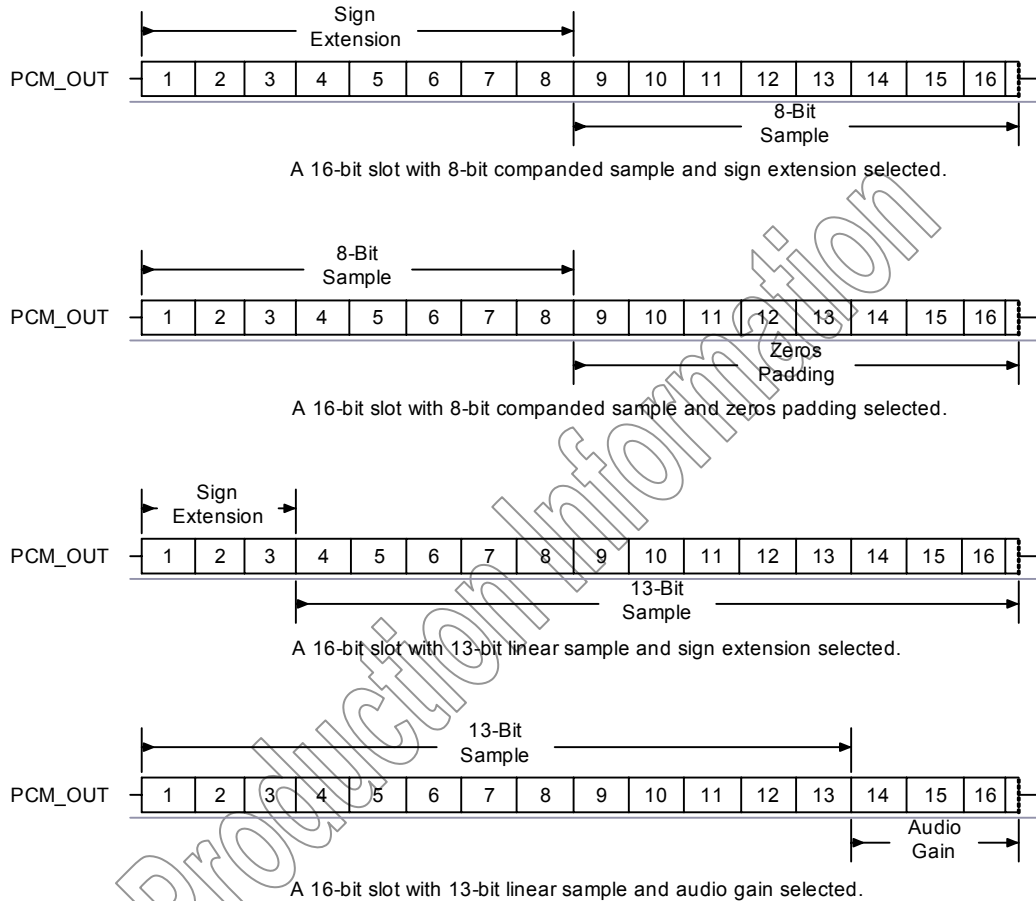 Sign
Extension
PCM_OUT 1 2 3 4 5 6 7 8 9 10 11 12 13 14 15 16
8-Bit
Sample
A 16-bit slot with 8-bit companded sample and sign extension selected.
8-Bit
Sample
PCM_OUT 1 2 3 4 5 6 7 8 9 10 11 12 13 14 15 16
Zeros
Padding
A 16-bit slot with 8-bit companded sample and zeros padding selected.
Sign
Extension
PCM_OUT 1 2 3 4 5 6 7 8 9 10 11 12 13 14 15 16
13-Bit
Sample
A 16-bit slot with 13-bit linear sample and sign extension selected.
13-Bit
Sample
PCM_OUT 1 2 3 4 5 6 7 8 9 10 11 12 13 14 15 16
Audio
Gain
A 16-bit slot with 13-bit linear sample and audio gain selected.
Production Information